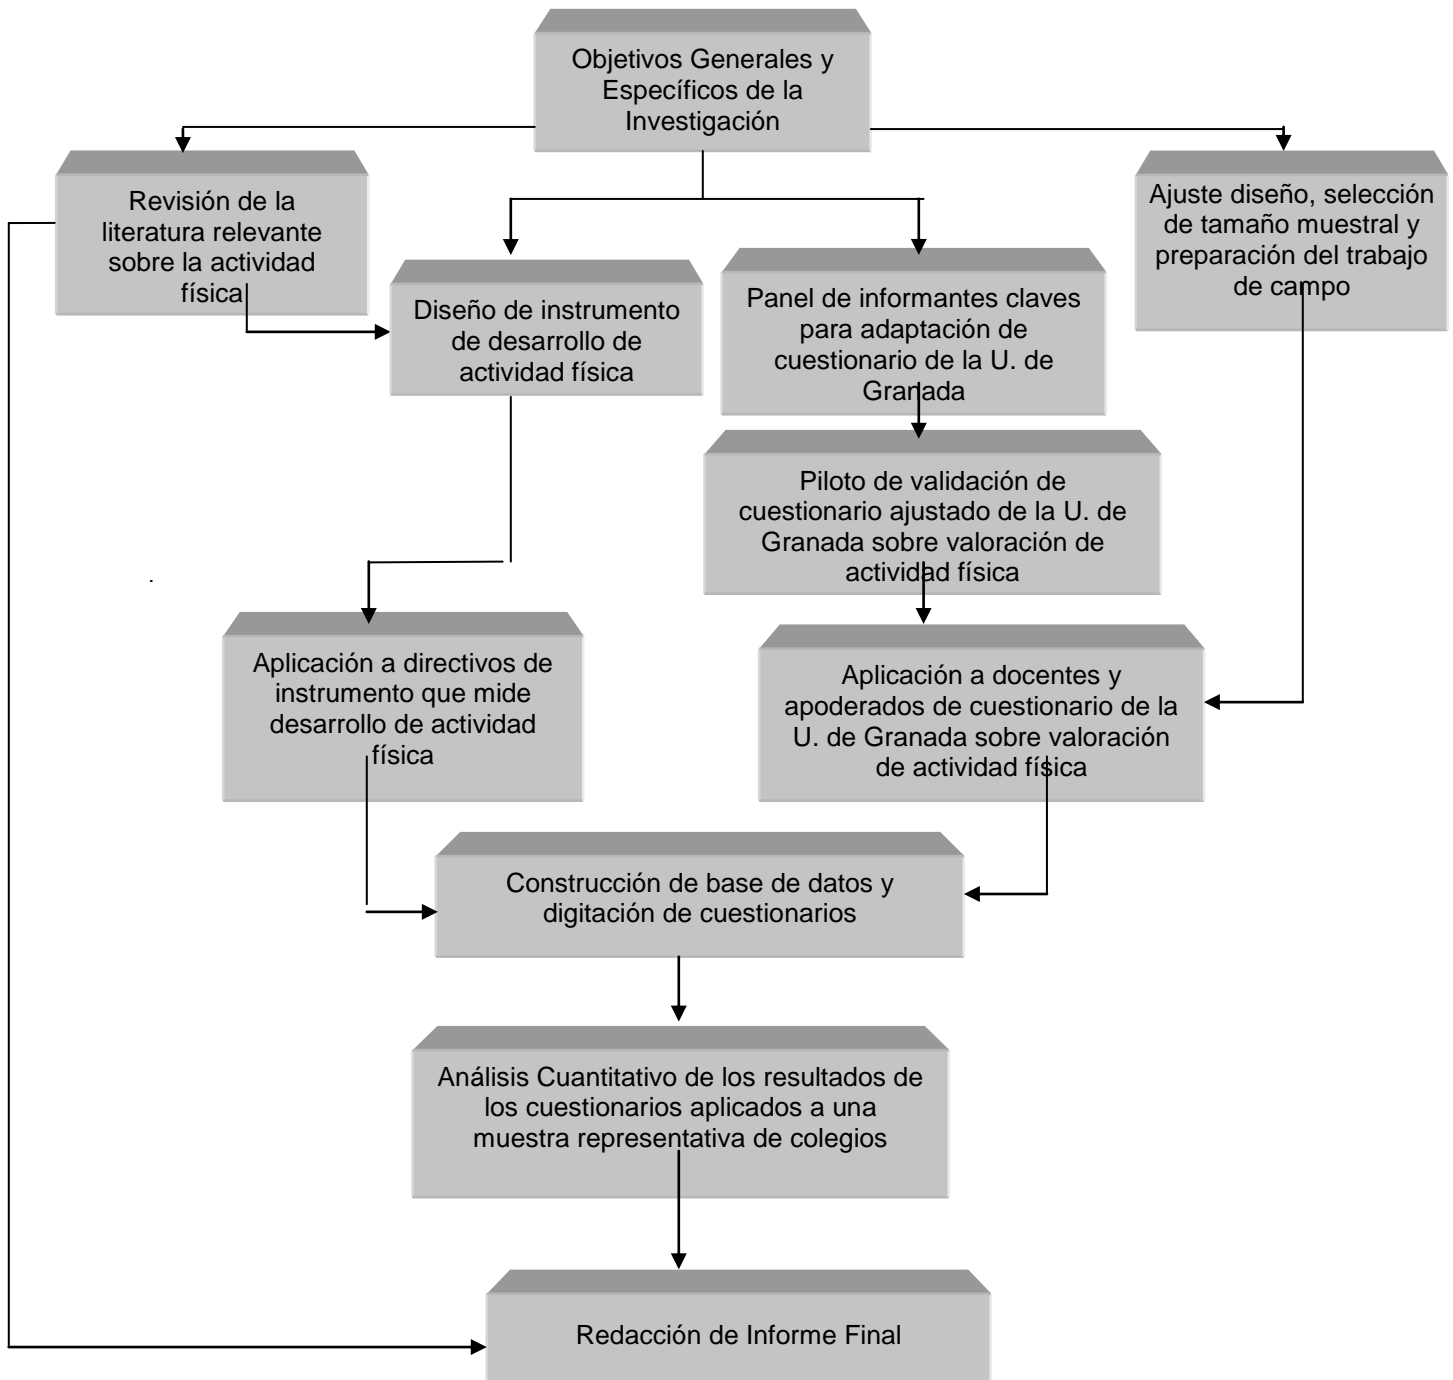 Objetivos Generales y
Específicos de la
Investigación
Revisión de la
literatura relevante
sobre la actividad
física
Ajuste diseño, selección
de tamaño muestral y
preparación del trabajo
de campo
Diseño de instrumento
de desarrollo de
actividad física
Panel de informantes claves
para adaptación de
cuestionario de la U. de
Granada
Piloto de validación de
cuestionario ajustado de la U. de
Granada sobre valoración de
actividad física
.
Aplicación a directivos de
instrumento que mide
desarrollo de actividad
física
Aplicación a docentes y
apoderados de cuestionario de la
U. de Granada sobre valoración
de actividad física
Construcción de base de datos y
digitación de cuestionarios
Análisis Cuantitativo de los resultados de
los cuestionarios aplicados a una
muestra representativa de colegios
Redacción de Informe Final